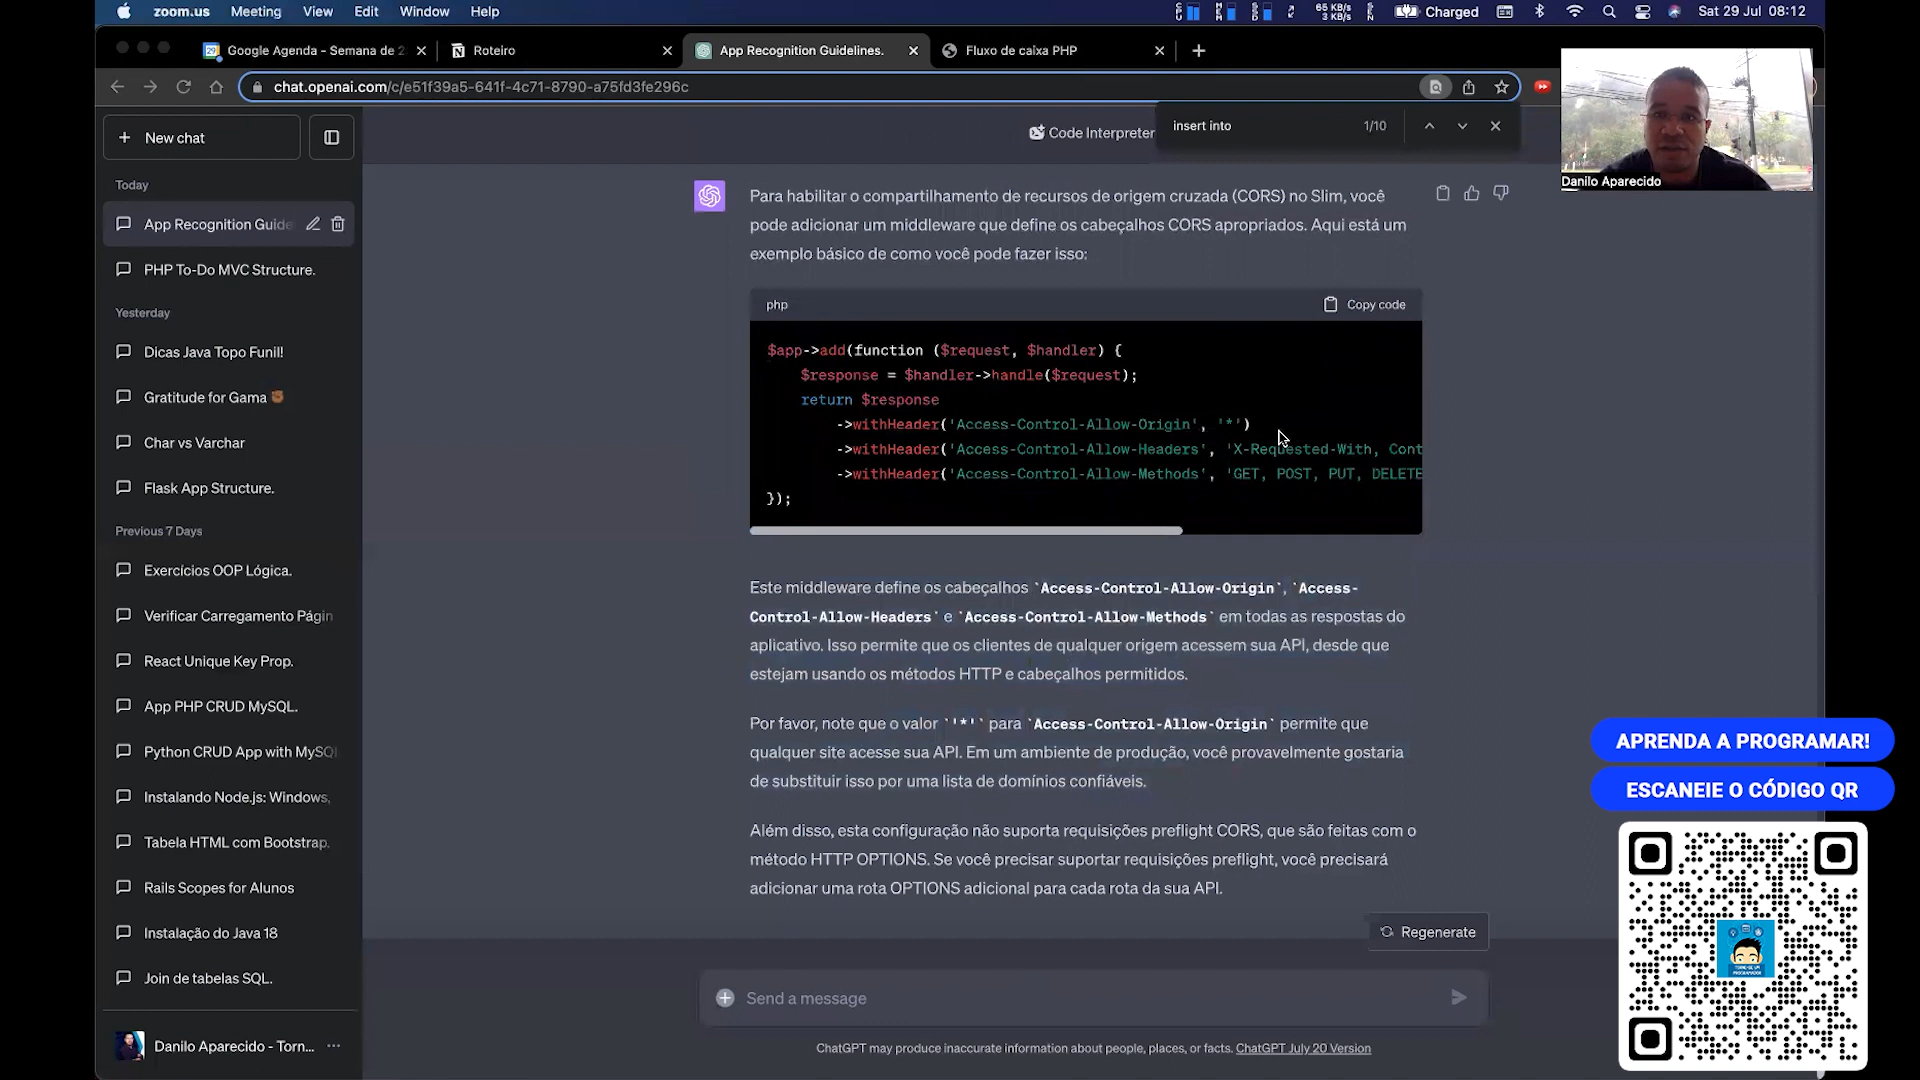 zoom.us Meeting View Edit Window Help
65 KB/s
3 KB/s
Charged
Sat 29 Jul 08:12
Google Agenda - Semana de 2
Roteiro
App Recognition Guidelines.
Fluxo de caixa PHP
chat.openai.com/c/e51f39a5-641f-4c71-8790-a75fd3fe296c
insert into 1/10
Danilo Aparecido
New chat
Today
App Recognition Guide
PHP To-Do MVC Structure.
Yesterday
Dicas Java Topo Funil!
Gratitude for Gama
Char vs Varchar
Flask App Structure.
Previous 7 Days
Exercícios OOP Lógica.
Verificar Carregamento Págin
React Unique Key Prop.
App PHP CRUD MySQL.
Python CRUD App with MySQ
Instalando Node.js: Windows,
Tabela HTML com Bootstrap.
Rails Scopes for Alunos
Instalação do Java 18
Join de tabelas SQL.
Danilo Aparecido - Torn...
Code Interpreter
Para habilitar o compartilhamento de recursos de origem cruzada (CORS) no Slim, você
pode adicionar um middleware que define os cabeçalhos CORS apropriados. Aqui está um
exemplo básico de como você pode fazer isso:
php
Copy code
$app->add(function ($request, $handler) {
$response = $handler->handle($request);
return $response
->withHeader('Access-Control-Allow-Origin', '*')
->withHeader('Access-Control-Allow-Headers', 'X-Requested-With, Cont
->withHeader('Access-Control-Allow-Methods', 'GET, POST, PUT, DELETE
});
Este middleware define os cabeçalhos `Access-Control-Allow-Origin`, `Access-
Control-Allow-Headers` e `Access-Control-Allow-Methods` em todas as respostas do
aplicativo. Isso permite que os clientes de qualquer origem acessem sua API, desde que
estejam usando os métodos HTTP e cabeçalhos permitidos.
Por favor, note que o valor `'*'` para `Access-Control-Allow-Origin` permite que
qualquer site acesse sua API. Em um ambiente de produção, você provavelmente gostaria
de substituir isso por uma lista de domínios confiáveis.
Além disso, esta configuração não suporta requisições preflight CORS, que são feitas com o
método HTTP OPTIONS. Se você precisar suportar requisições preflight, você precisará
adicionar uma rota OPTIONS adicional para cada rota da sua API.
Regenerate
Send a message
ChatGPT may produce inaccurate information about people, places, or facts. ChatGPT July 20 Version
APRENDA A PROGRAMAR!
ESCANEIE O CÓDIGO QR